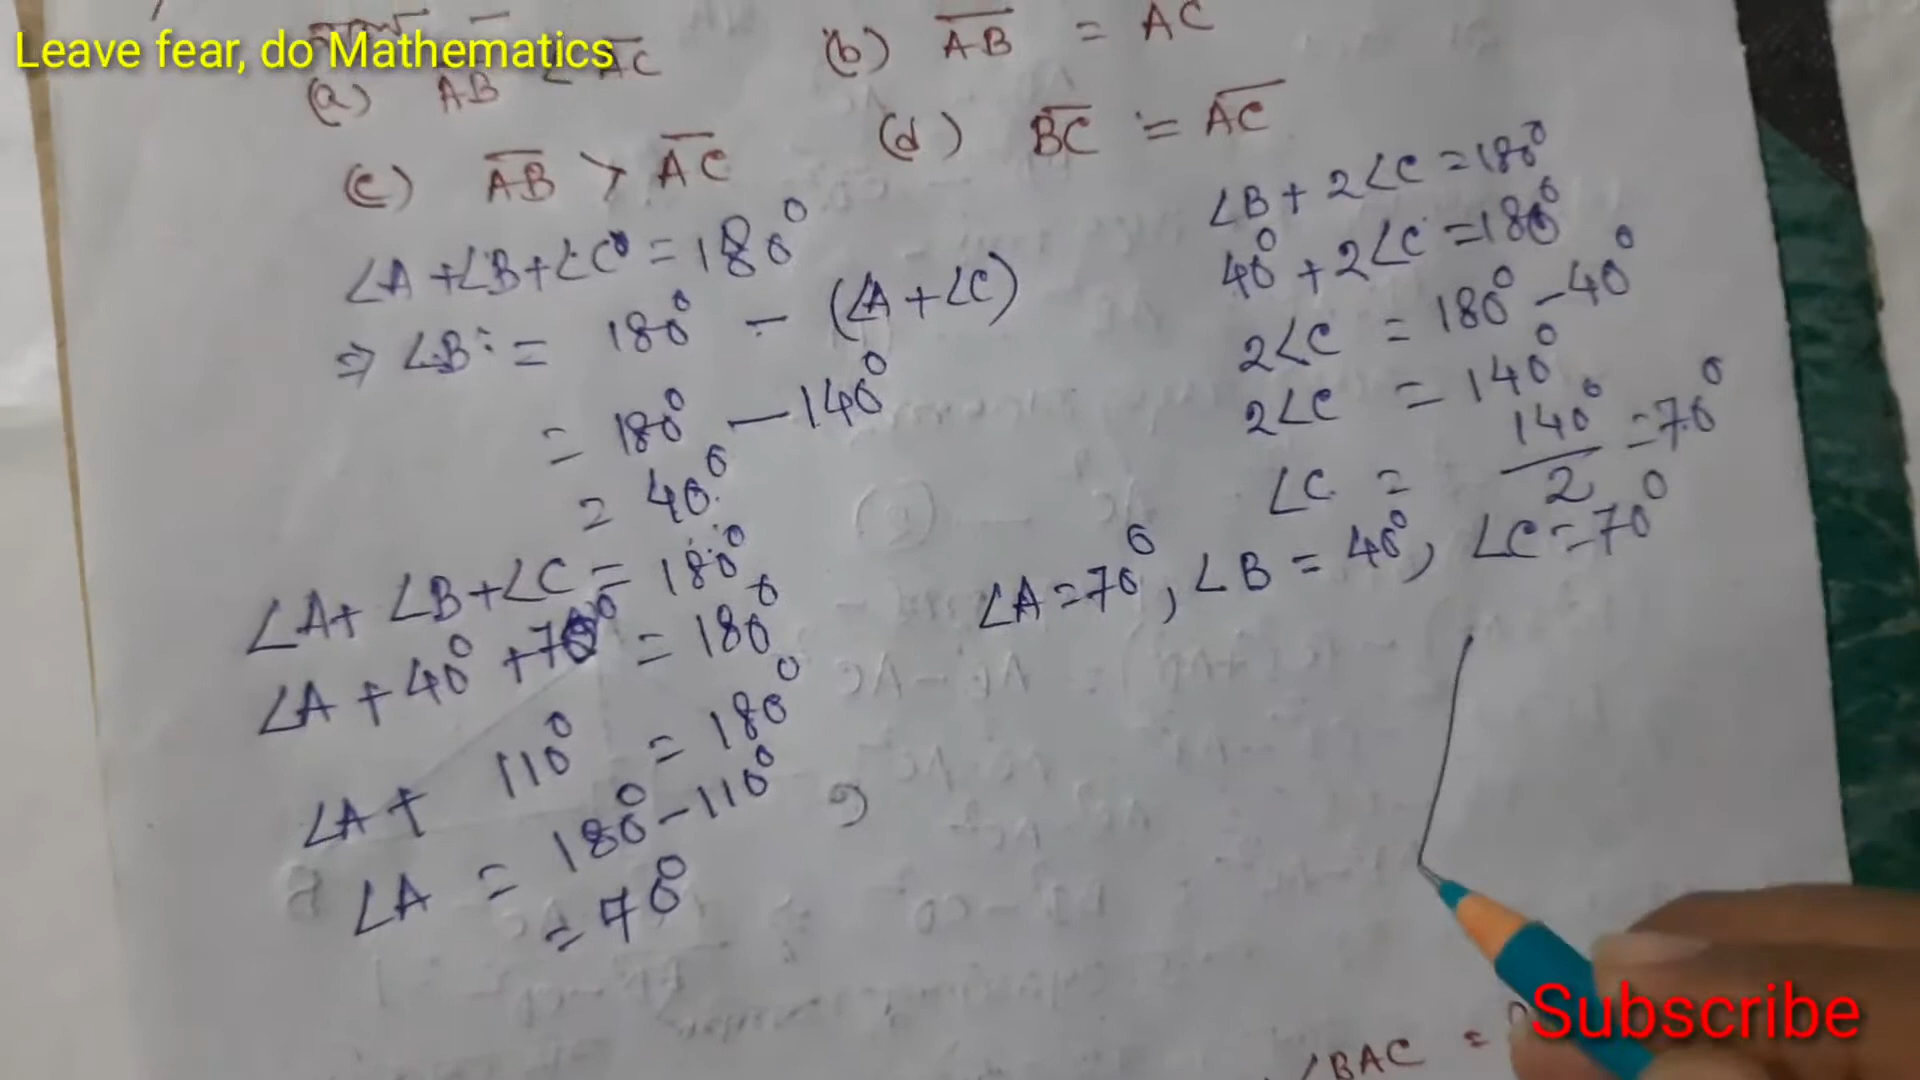 Leave fear, do Mathematics
(a) AB < AC
(b) AB = AC
(c) AB > AC
(d) BC = AC
∠A + ∠B + ∠C = 180°
⇒ ∠B = 180° - (∠A + ∠C)
= 180° - 140°
= 40°
∠A + ∠B + ∠C = 180°
∠A + 40° + 70° = 180°
∠A + 110° = 180°
∠A = 180° - 110°
= 70°
∠B + 2∠C = 180°
40° + 2∠C = 180°
2∠C = 180° - 40°
2∠C = 140°
∠C = 140°/2 = 70°
∠A = 70°, ∠B = 40°, ∠C = 70°
∠BAC =
Subscribe